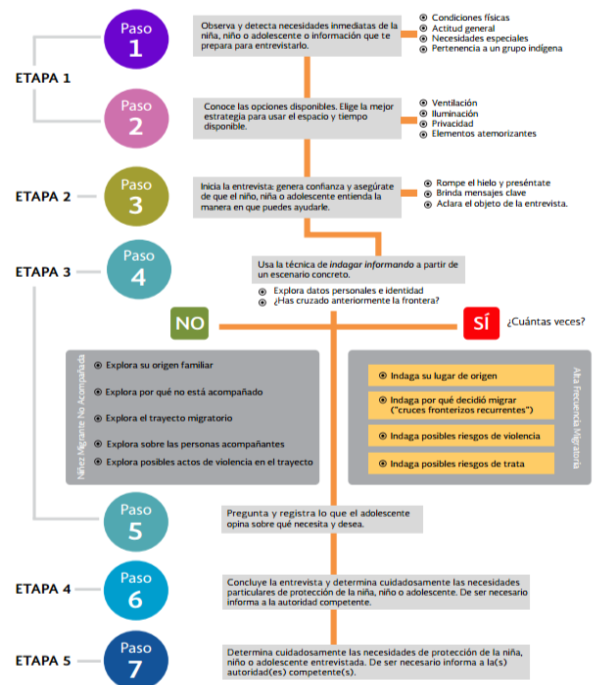 ETAPA 1
Paso
1
Observa y detecta necesidades inmediatas de la
niña, niño o adolescente o información que te
prepara para entrevistarlo.
Condiciones físicas
Actitud general
Necesidades especiales
Pertenencia a un grupo indígena
Paso
2
Conoce las opciones disponibles. Elige la mejor
estrategia para usar el espacio y tiempo
disponible.
Ventilación
Iluminación
Privacidad
Elementos atemorizantes
ETAPA 2
Paso
3
Inicia la entrevista: genera confianza y asegúrate
de que el niño, niña o adolescente entienda la
manera en que puedes ayudarle.
Rompe el hielo y preséntate
Brinda mensajes clave
Aclara el objeto de la entrevista.
ETAPA 3
Paso
4
Usa la técnica de indagar informando a partir de
un escenario concreto.
Explora datos personales e identidad
¿Has cruzado anteriormente la frontera?
NO
SÍ
¿Cuántas veces?
Niñez Migrante No Acompañada
Explora su origen familiar
Explora por qué no está acompañado
Explora el trayecto migratorio
Explora sobre las personas acompañantes
Explora posibles actos de violencia en el trayecto
Indaga su lugar de origen
Indaga por qué decidió migrar
("cruces fronterizos recurrentes")
Indaga posibles riesgos de violencia
Indaga posibles riesgos de trata
Alta Frecuencia Migratoria
Paso
5
Pregunta y registra lo que el adolescente
opina sobre qué necesita y desea.
ETAPA 4
Paso
6
Concluye la entrevista y determina cuidadosamente las necesidades
particulares de protección de la niña, niño o adolescente. De ser necesario
informa a la autoridad competente.
ETAPA 5
Paso
7
Determina cuidadosamente las necesidades de protección de la niña,
niño o adolescente entrevistada. De ser necesario informa a la(s)
autoridad(es) competente(s).